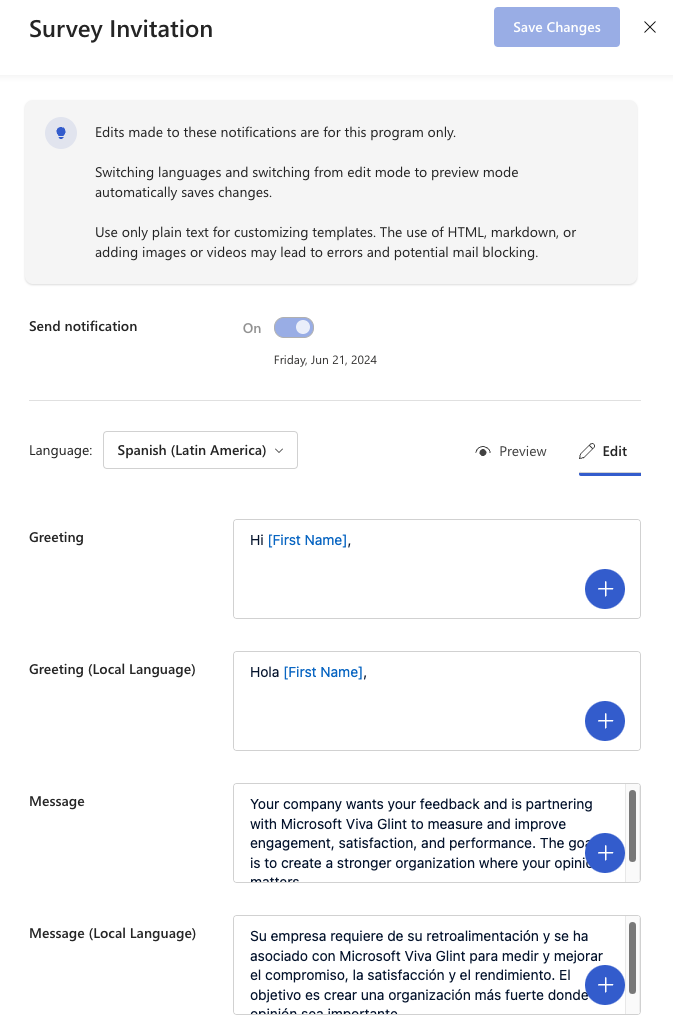 Survey Invitation
Save Changes
Edits made to these notifications are for this program only.
Switching languages and switching from edit mode to preview mode
automatically saves changes.
Use only plain text for customizing templates. The use of HTML, markdown, or
adding images or videos may lead to errors and potential mail blocking.
Send notification
On
Friday, Jun 21, 2024
Language:
Spanish (Latin America)
Preview
Edit
Greeting
Hi [First Name],
Greeting (Local Language)
Hola [First Name],
Message
Your company wants your feedback and is partnering
with Microsoft Viva Glint to measure and improve
engagement, satisfaction, and performance. The
is to create a stronger organization where your
matters
Message (Local Language)
Su empresa requiere de su retroalimentación y se ha
asociado con Microsoft Viva Glint para medir y mejorar
el compromiso, la satisfacción y el rendimiento. El
objetivo es crear una organización más fuerte donde
opinión sea importante